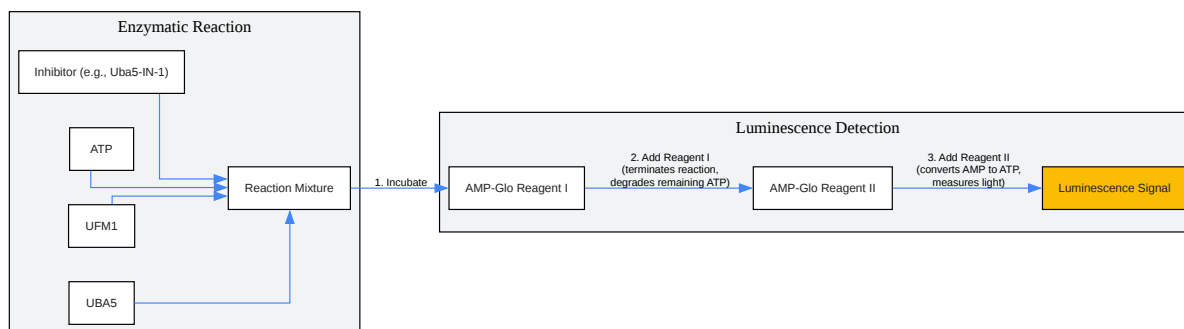 Enzymatic Reaction
Inhibitor (e.g., Uba5-IN-1)
ATP
UFM1
UBA5
Reaction Mixture
1. Incubate
Luminescence Detection
AMP-Glo Reagent I
2. Add Reagent I
(terminates reaction,
degrades remaining ATP)
AMP-Glo Reagent II
3. Add Reagent II
(converts AMP to ATP,
measures light)
Luminescence Signal